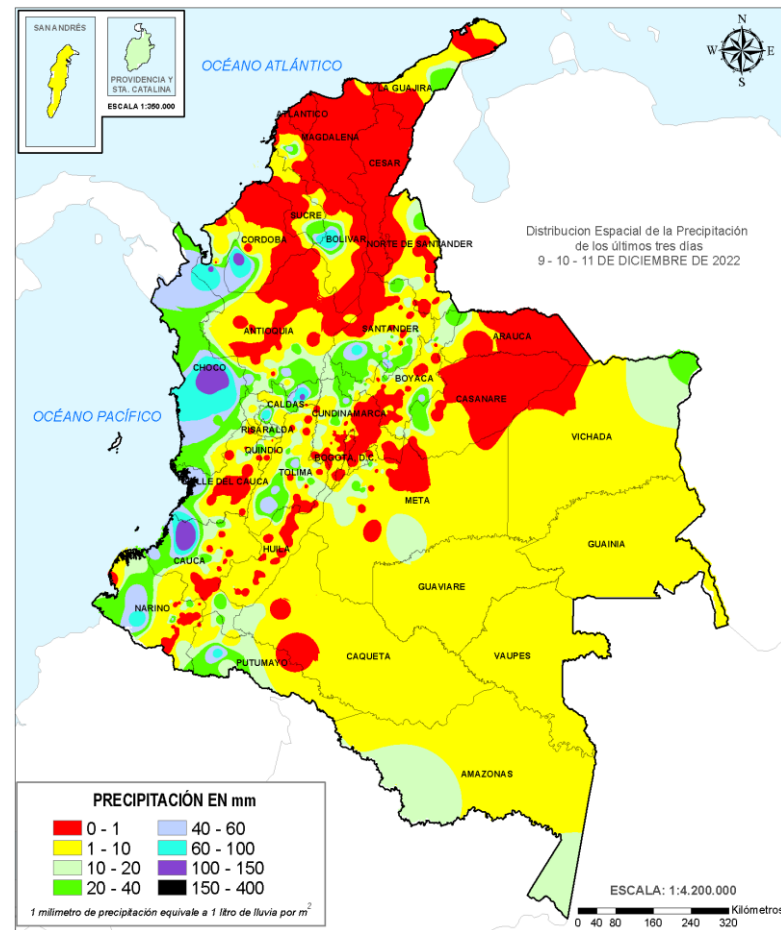 SAN ANDRÉS
PROVIDENCIA Y
STA. CATALINA
ESCALA 1:350.000
OCÉANO ATLÁNTICO
N
W E
S
LA GUAJIRA
ATLANTICO
MAGDALENA
CESAR
SUCRE
CORDOBA
BOLIVAR
NORTE DE SANTANDER
Distribucion Espacial de la Precipitación
de los últimos tres días
9 - 10 - 11 DE DICIEMBRE DE 2022
ANTIOQUIA
SANTANDER
ARAUCA
CHOCO
BOYACA
CASANARE
CALDAS
CUNDINAMARCA
OCÉANO PACÍFICO
RISARALDA
VICHADA
QUINDIO
BOGOTA, D.C.
TOLIMA
VALLE DEL CAUCA
META
GUAINIA
HUILA
CAUCA
GUAVIARE
NARIÑO
CAQUETA
VAUPES
PUTUMAYO
AMAZONAS
PRECIPITACIÓN EN mm
0 - 1
1 - 10
10 - 20
20 - 40
40 - 60
60 - 100
100 - 150
150 - 400
1 milimetro de precipitación equivale a 1 litro de lluvia por m2
ESCALA: 1:4.200.000
Kilómetros
0 40 80 160 240 320